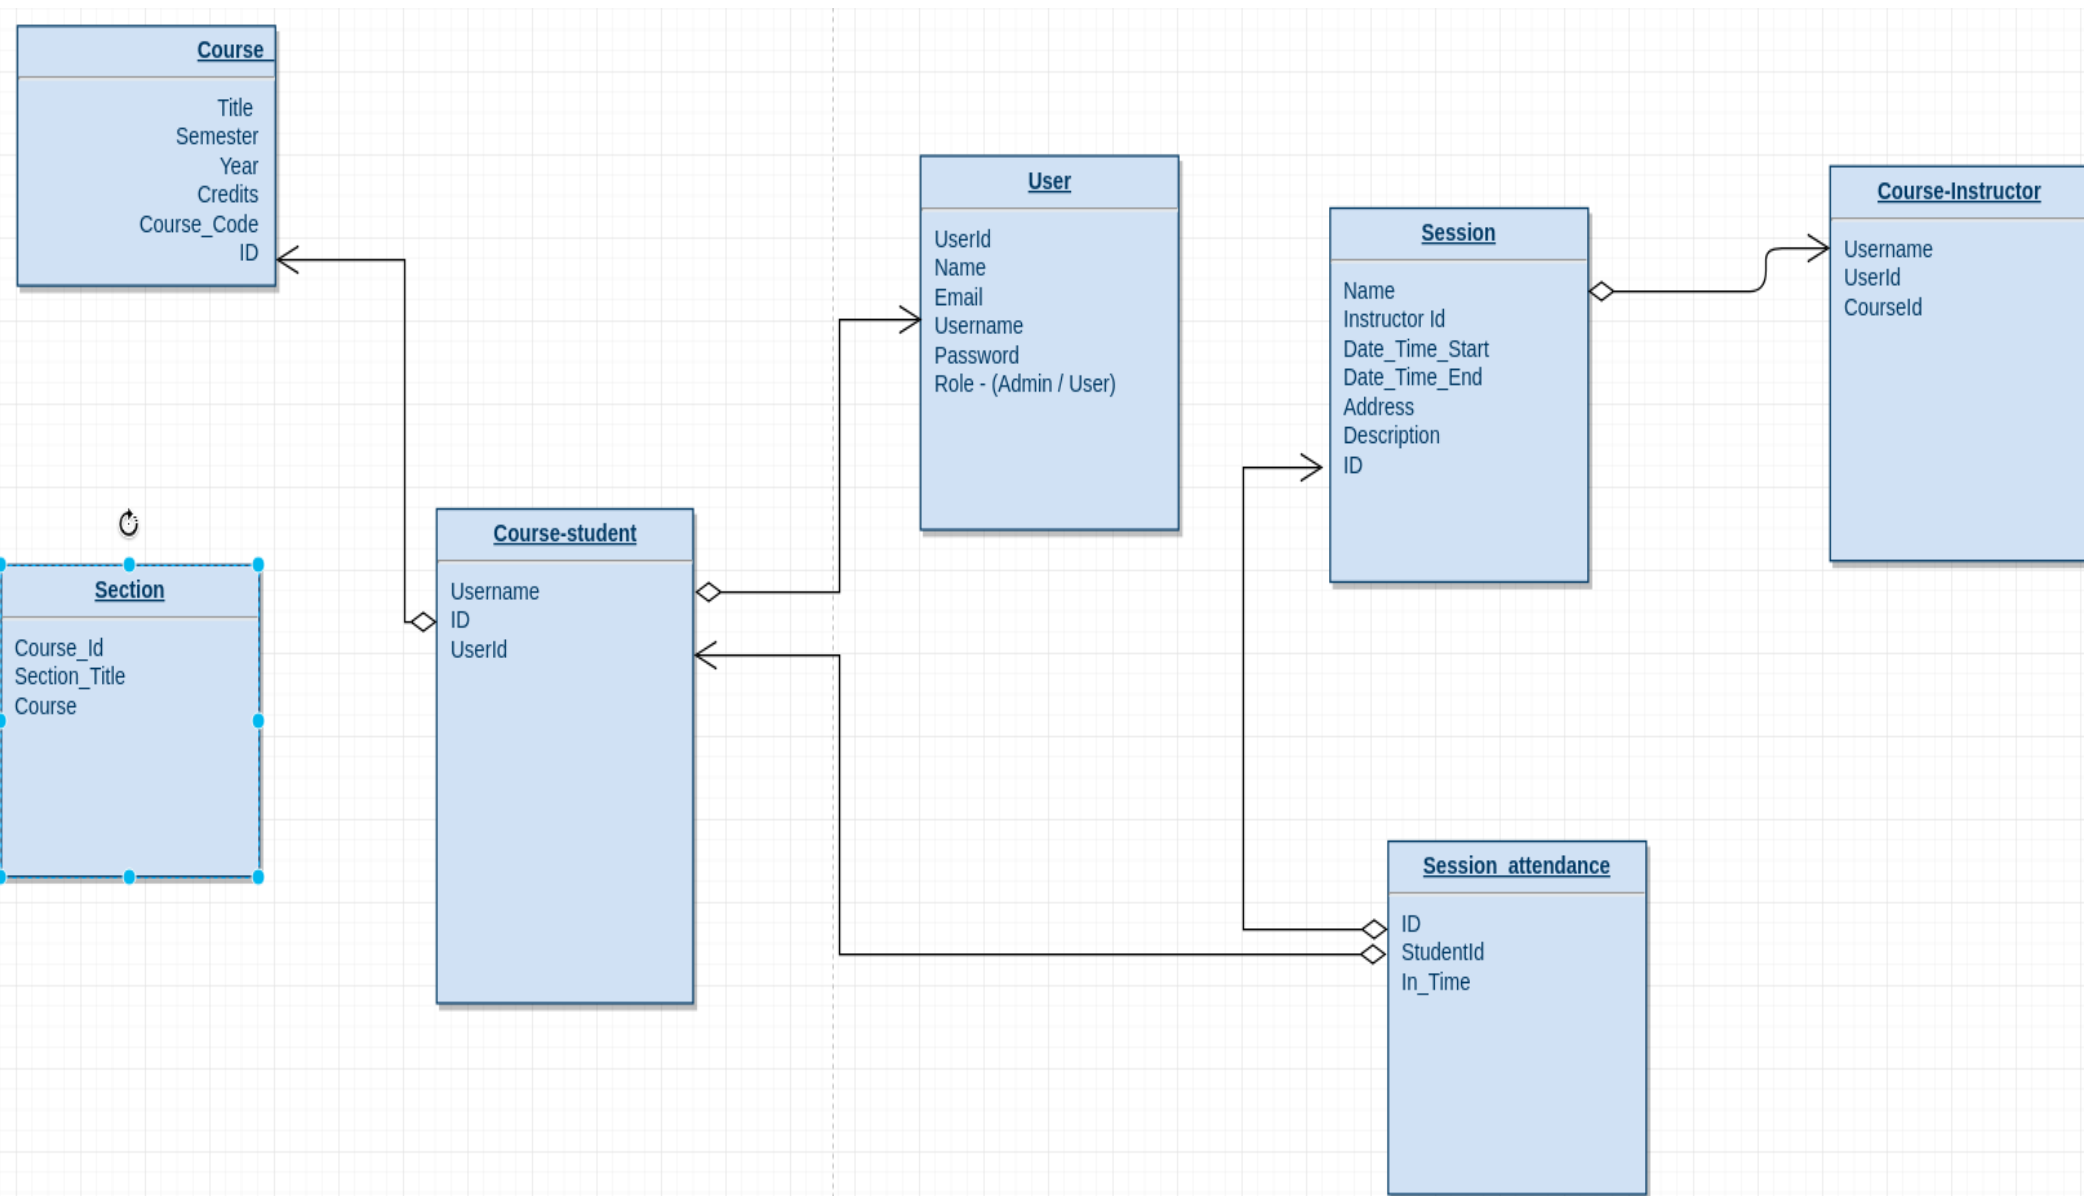 Course
Title
Semester
Year
Credits
Course_Code
ID
User
UserId
Name
Email
Username
Password
Role - (Admin / User)
Session
Name
Instructor Id
Date_Time_Start
Date_Time_End
Address
Description
ID
Course-Instructor
Username
UserId
CourseId
Section
Course_Id
Section_Title
Course
Course-student
Username
ID
UserId
Session_attendance
ID
StudentId
In_Time